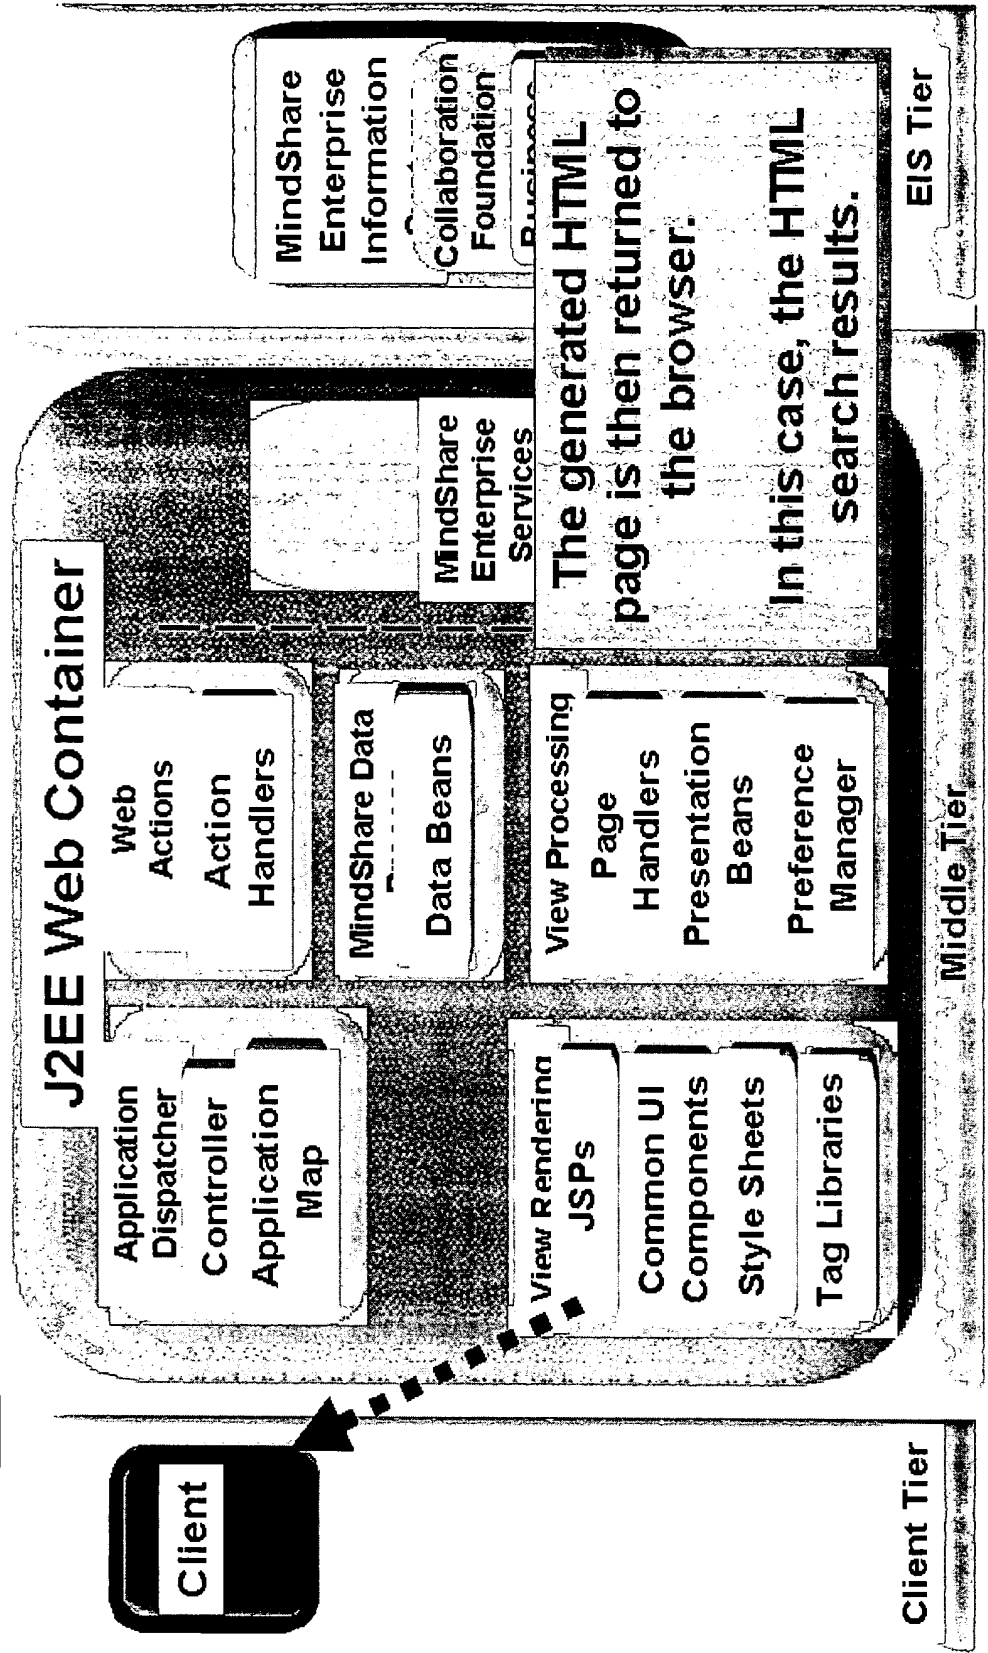 J2EE Web Container
Client
Application
Dispatcher
Controller
Application
Map
Web
Actions
Action
Handlers
MindShare Data
Data Beans
View Rendering
JSPs
Common UI
Components
Style Sheets
Tag Libraries
View Processing
Page
Handlers
Presentation
Beans
Preference
Manager
MindShare
Enterprise
Services
MindShare
Enterprise
Information
Collaboration
Foundation
Business
The generated HTML
page is then returned to
the browser.
In this case, the HTML
search results.
Client Tier
Middle Tier
EIS Tier